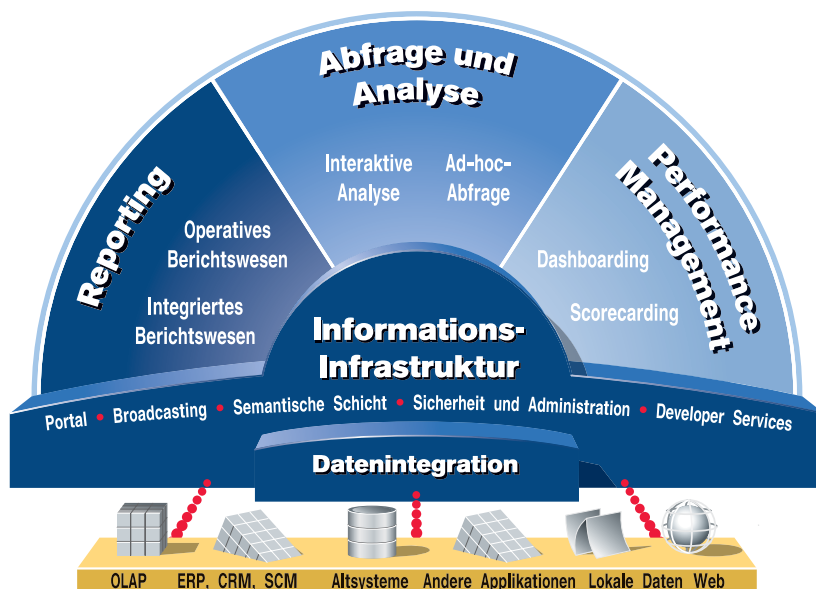 Abfrage und
Analyse
Interaktive
Analyse
Ad-hoc-
Abfrage
Reporting
Operatives
Berichtswesen
Integriertes
Berichtswesen
Performance
Management
Dashboarding
Scorecarding
Informations-
Infrastruktur
Portal • Broadcasting • Semantische Schicht • Sicherheit und Administration • Developer Services
Datenintegration
OLAP ERP, CRM, SCM Altsysteme Andere Applikationen Lokale Daten Web